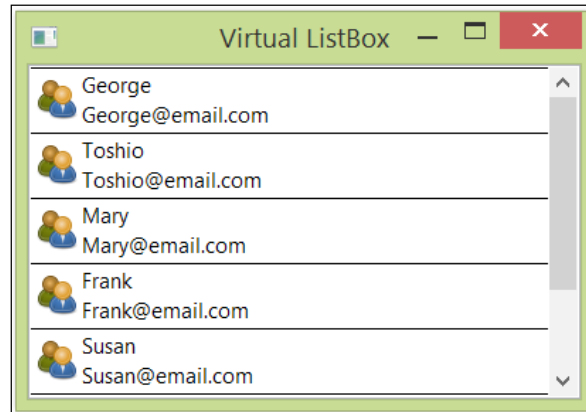 Virtual ListBox
George
George@email.com
Toshio
Toshio@email.com
Mary
Mary@email.com
Frank
Frank@email.com
Susan
Susan@email.com